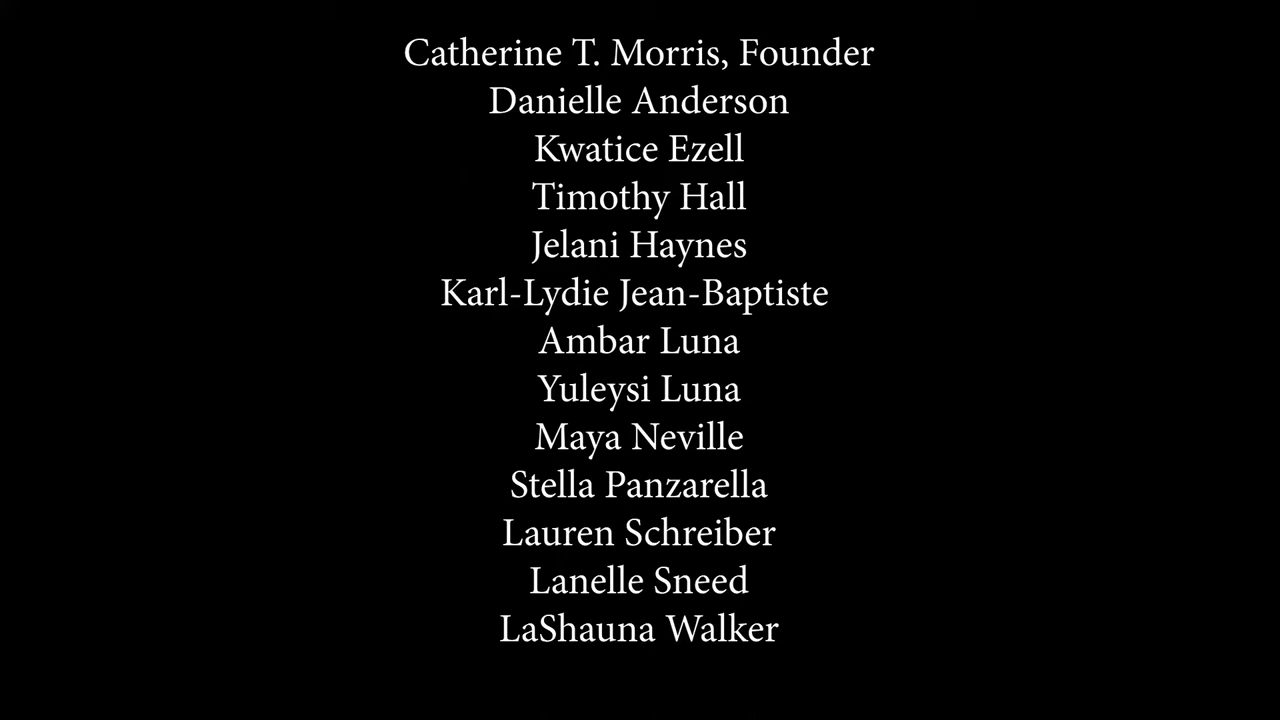 Catherine T. Morris, Founder
Danielle Anderson
Kwatice Ezell
Timothy Hall
Jelani Haynes
Karl-Lydie Jean-Baptiste
Ambar Luna
Yuleysi Luna
Maya Neville
Stella Panzarella
Lauren Schreiber
Lanelle Sneed
LaShauna Walker